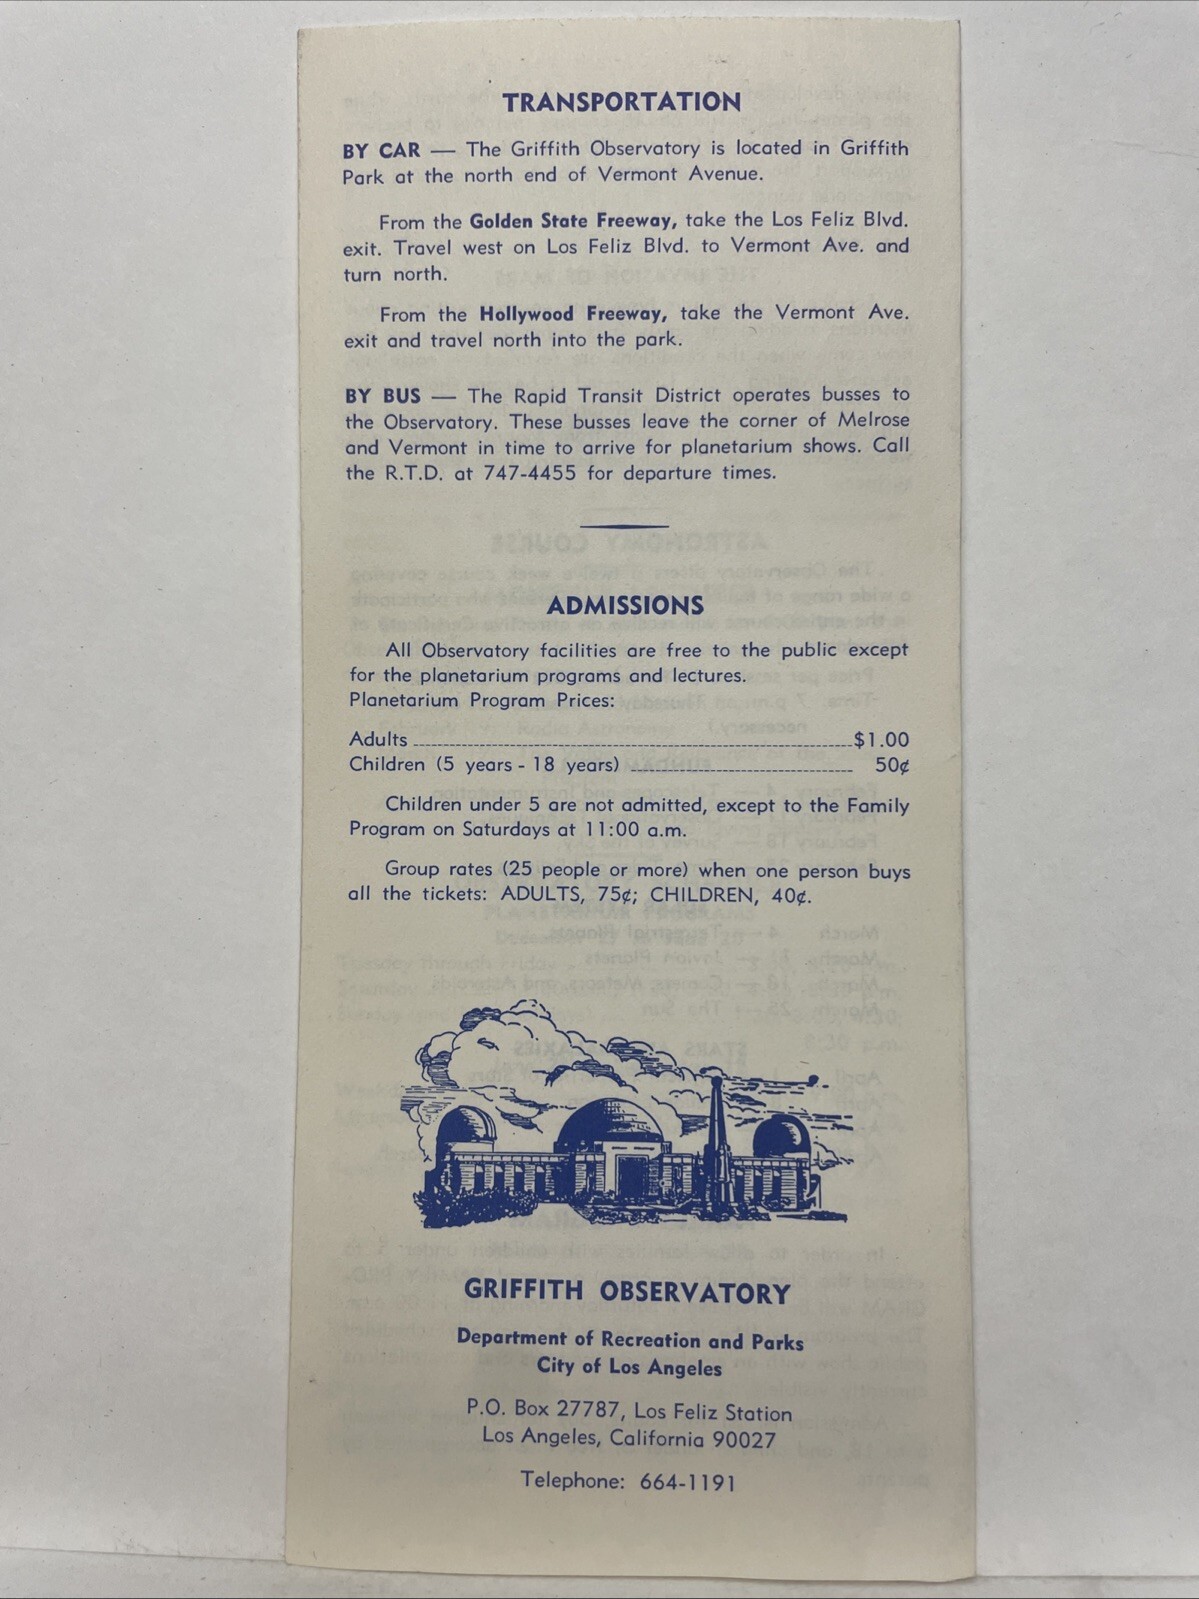 TRANSPORTATION
BY CAR — The Griffith Observatory is located in Griffith
Park at the north end of Vermont Avenue.
From the Golden State Freeway, take the Los Feliz Blvd.
exit. Travel west on Los Feliz Blvd. to Vermont Ave. and
turn north.
From the Hollywood Freeway, take the Vermont Ave.
exit and travel north into the park.
BY BUS — The Rapid Transit District operates busses to
the Observatory. These busses leave the corner of Melrose
and Vermont in time to arrive for planetarium shows. Call
the R.T.D. at 747-4455 for departure times.
ADMISSIONS
All Observatory facilities are free to the public except
for the planetarium programs and lectures.
Planetarium Program Prices:
Adults $1.00
Children (5 years - 18 years) 50¢
Children under 5 are not admitted, except to the Family
Program on Saturdays at 11:00 a.m.
Group rates (25 people or more) when one person buys
all the tickets: ADULTS, 75¢; CHILDREN, 40¢.
GRIFFITH OBSERVATORY
Department of Recreation and Parks
City of Los Angeles
P.O. Box 27787, Los Feliz Station
Los Angeles, California 90027
Telephone: 664-1191